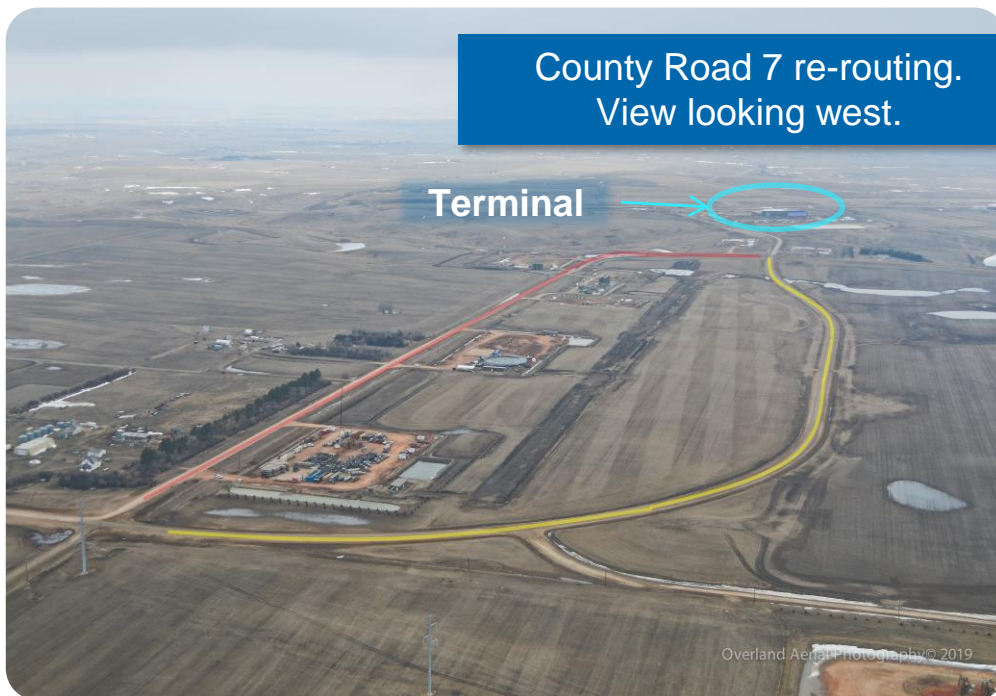 County Road 7 re-routing.
View looking west.
Terminal
Overland Aerial Photography© 2019